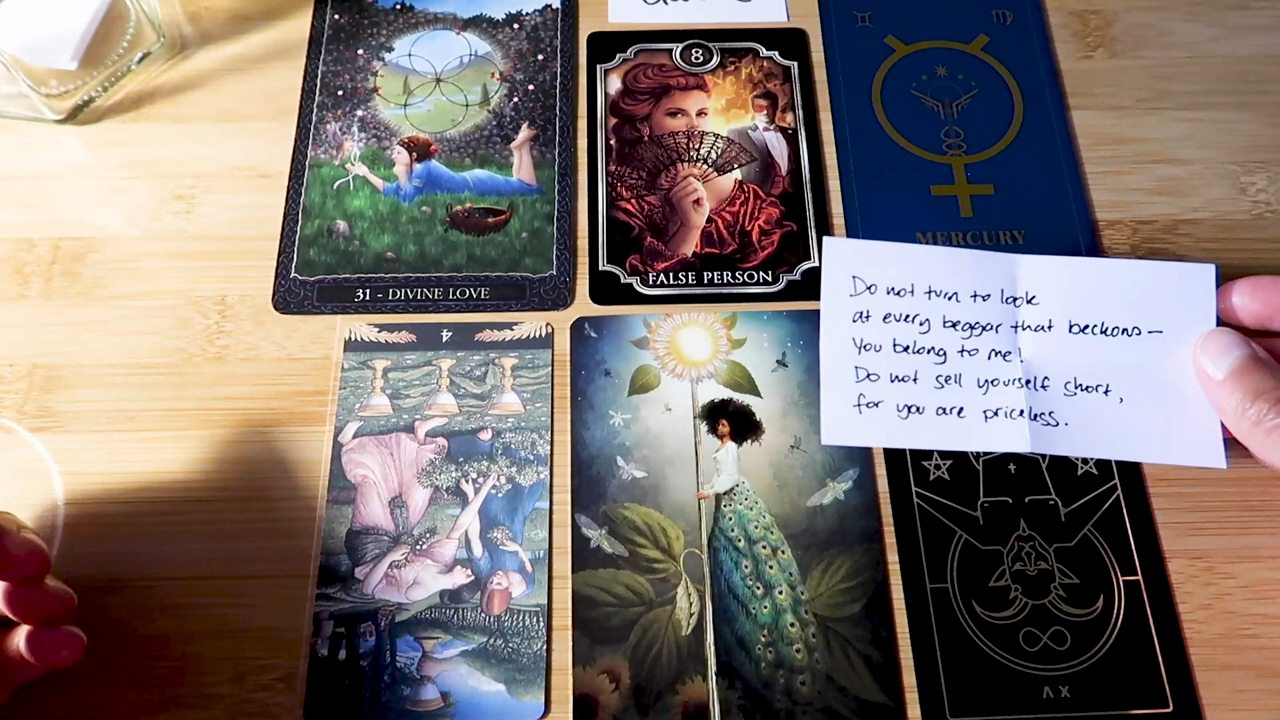 8
FALSE PERSON
31 - DIVINE LOVE
MERCURY
Do not turn to look
at every beggar that beckons—
You belong to me!
Do not sell yourself short,
for you are priceless.
4
XV